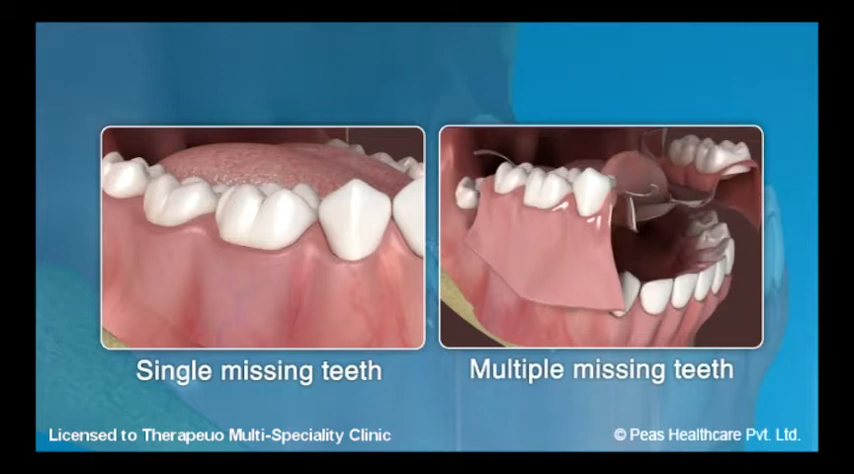 Single missing teeth
Multiple missing teeth
Licensed to Therapeuo Multi-Speciality Clinic
© Peas Healthcare Pvt. Ltd.